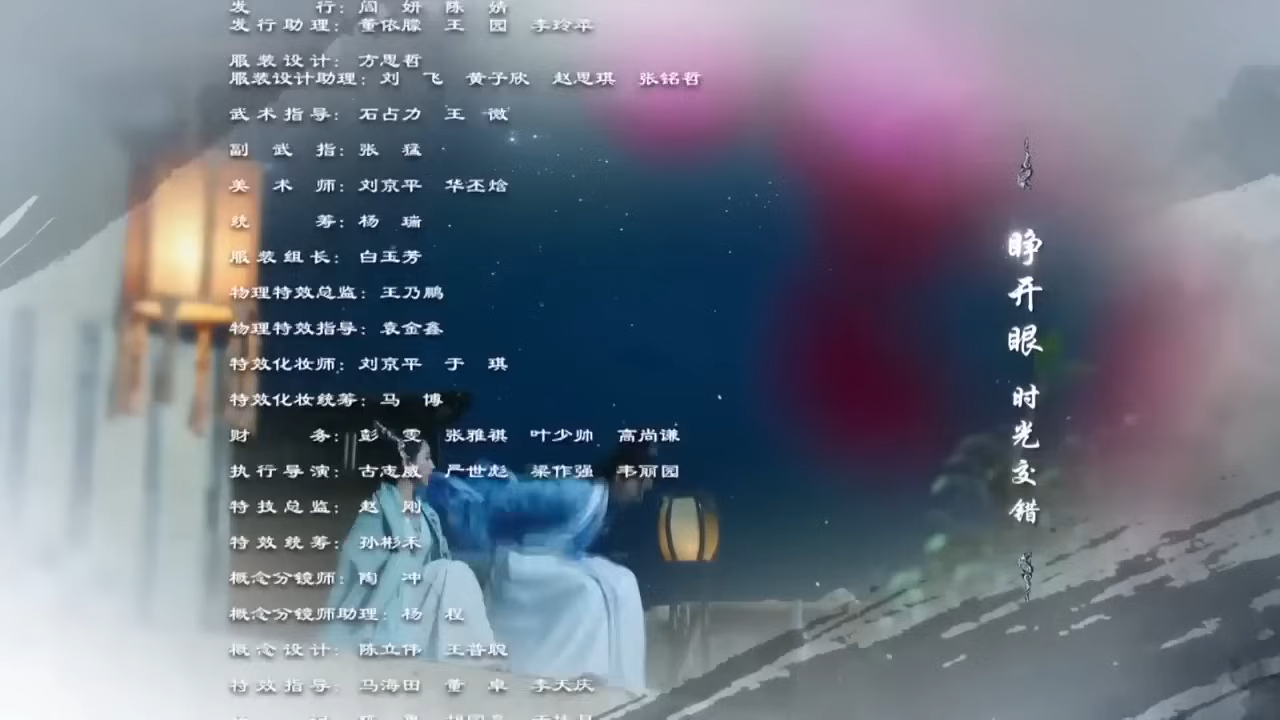 发行：阎妍 陈婧
发行助理：董依朦 王园 李玲苹
服装设计：方思哲
服装设计助理：刘飞 黄子欣 赵思琪 张铭哲
武术指导：石占力 王微
副武指：张猛
美术师：刘京平 华丕焓
统筹：杨瑞
服装组长：白玉芳
物理特效总监：王乃鹏
物理特效指导：袁金鑫
特效化妆师：刘京平 于琪
特效化妆统筹：马博
财务：彭雯 张雅祺 叶少帅 高尚谦
执行导演：古志威 严世彪 梁作强 韦丽园
特技总监：赵刚
特效统筹：孙彬禾
概念分镜师：陶冲
概念分镜师助理：杨程
概念设计：陈立伟 王普聪
特效指导：马海田 董卓 李天庆
睁开眼 时光交错